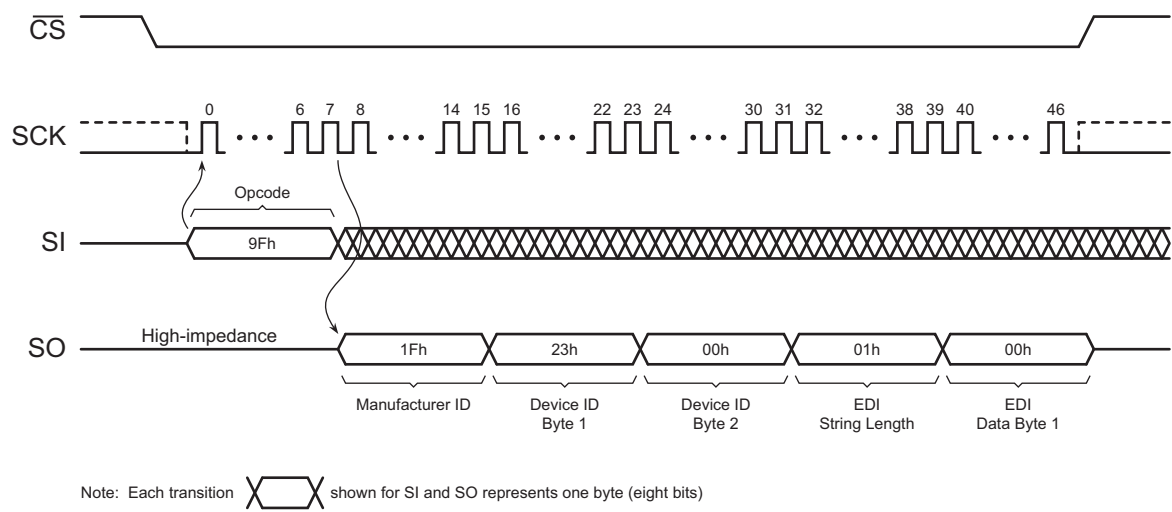 CS
SCK
0 6 7 8 14 15 16 22 23 24 30 31 32 38 39 40 46
Opcode
SI
9Fh
High-impedance
SO
1Fh 23h 00h 01h 00h
Manufacturer ID Device ID Device ID EDI EDI
Byte 1 Byte 2 String Length Data Byte 1
Note: Each transition shown for SI and SO represents one byte (eight bits)